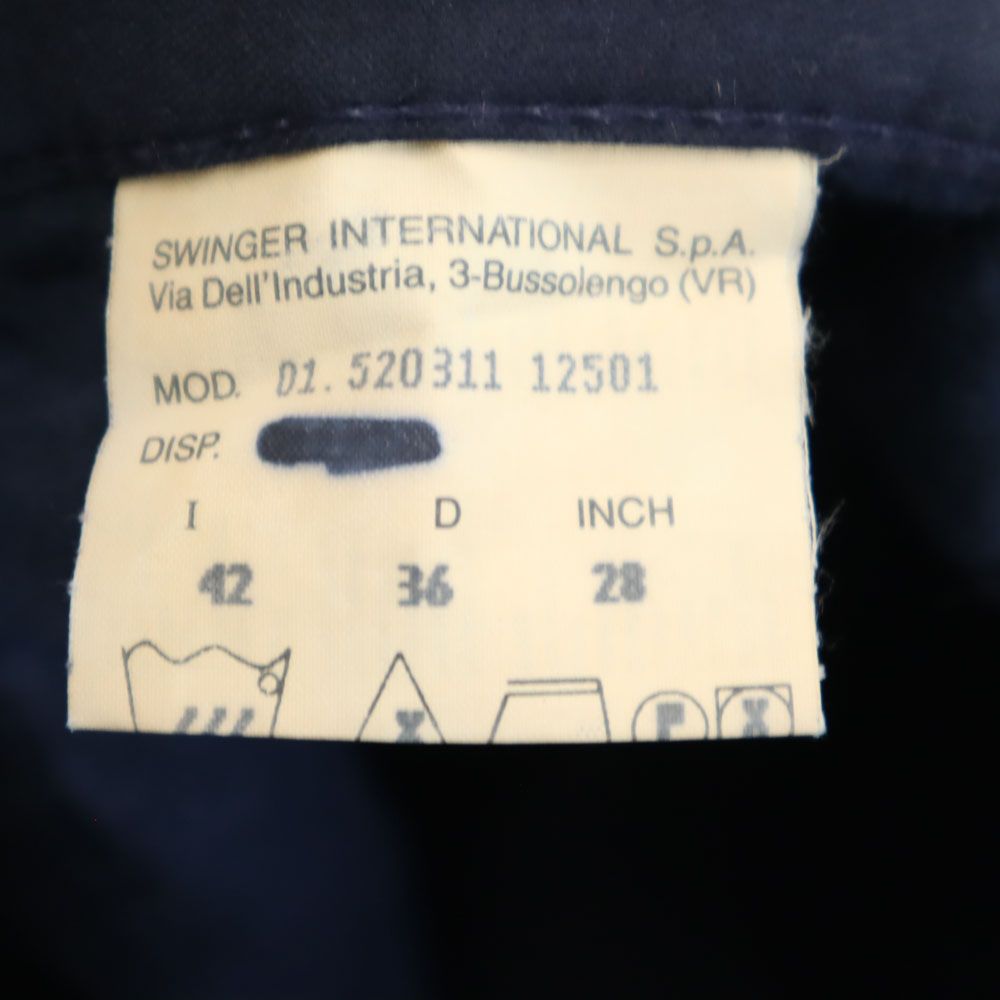 SWINGER INTERNATIONAL S.p.A.
Via Dell'Industria, 3-Bussolengo (VR)
MOD. 01. 520311 12501
DISP.
I D INCH
42 36 28
P